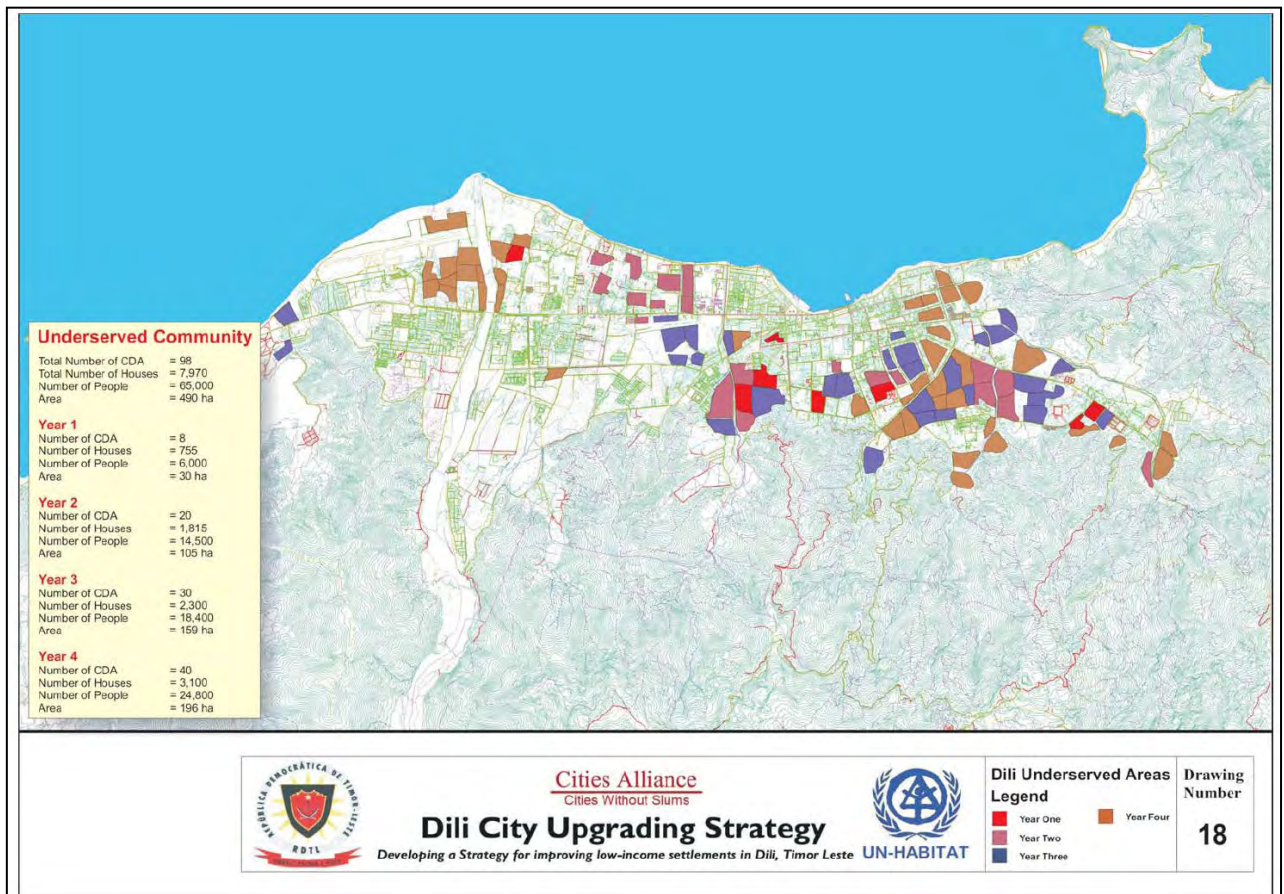 Underserved Community
Total Number of CDA = 98
Total Number of Houses = 7,970
Number of People = 65,000
Area = 490 ha
Year 1
Number of CDA = 8
Number of Houses = 755
Number of People = 6,000
Area = 30 ha
Year 2
Number of CDA = 20
Number of Houses = 1,815
Number of People = 14,500
Area = 105 ha
Year 3
Number of CDA = 30
Number of Houses = 2,300
Number of People = 18,400
Area = 159 ha
Year 4
Number of CDA = 40
Number of Houses = 3,100
Number of People = 24,800
Area = 196 ha
REPÚBLICA DEMOCRÁTICA DE TIMOR-LESTE
RDTL
Cities Alliance
Cities Without Slums
Dili City Upgrading Strategy
Developing a Strategy for improving low-income settlements in Dili, Timor Leste
UN-HABITAT
Dili Underserved Areas
Legend
Year One
Year Two
Year Three
Year Four
Drawing
Number
18